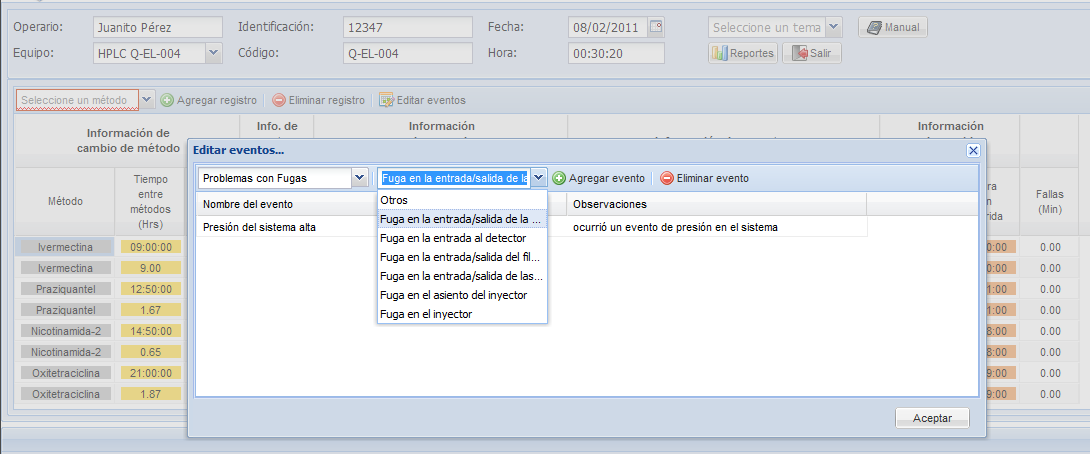 Operario: Juanito Pérez Identificación: 12347 Fecha: 08/02/2011 Seleccione un tema Manual
Equipo: HPLC Q-EL-004 Código: Q-EL-004 Hora: 00:30:20 Reportes Salir
Seleccione un método Agregar registro Eliminar registro Editar eventos
Información de cambio de método
Info. de
Información
Información
Método
Tiempo entre métodos (Hrs)
Fallas (Min)
Ivermectina 09:00:00 0:00 0.00
Ivermectina 9.00 0:00 0.00
Praziquantel 12:50:00 1:00 0.00
Praziquantel 1.67 1:00 0.00
Nicotinamida-2 14:50:00 8:00 0.00
Nicotinamida-2 0.65 8:00 0.00
Oxitetraciclina 21:00:00 9:00 0.00
Oxitetraciclina 1.87 9:00 0.00
Editar eventos...
Problemas con Fugas Fuga en la entrada/salida de la Agregar evento Eliminar evento
Nombre del evento Observaciones
Presión del sistema alta ocurrió un evento de presión en el sistema
Otros
Fuga en la entrada/salida de la ...
Fuga en la entrada al detector
Fuga en la entrada/salida del fil...
Fuga en la entrada/salida de las...
Fuga en el asiento del inyector
Fuga en el inyector
Aceptar